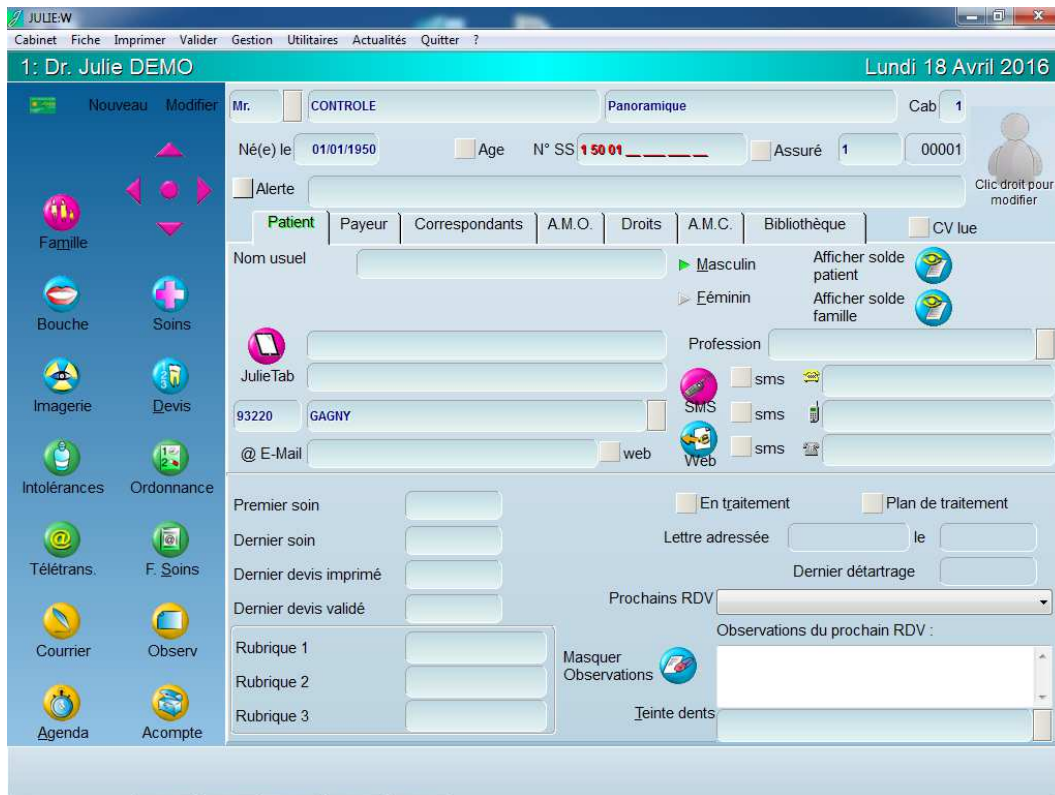 JULIE:W
Cabinet Fiche Imprimer Valider Gestion Utilitaires Actualités Quitter ?
1: Dr. Julie DEMO Lundi 18 Avril 2016
Nouveau Modifier
Mr. CONTROLE Panoramique Cab 1
Né(e) le 01/01/1950 Age N° SS 1 50 01 __ ___ ___ __ Assuré 1 00001
Clic droit pour
modifier
Alerte
Famille
Patient Payeur Correspondants A.M.O. Droits A.M.C. Bibliothèque CV lue
Nom usuel Masculin Afficher solde
patient
Féminin Afficher solde
famille
Bouche Soins
Profession
JulieTab
sms
Imagerie Devis
SMS sms
93220 GAGNY
@ E-Mail web Web sms
Intolérances Ordonnance
Premier soin En traitement Plan de traitement
Dernier soin Lettre adressée le
Télétrans. F. Soins
Dernier devis imprimé Dernier détartrage
Dernier devis validé Prochains RDV
Observations du prochain RDV :
Courrier Observ
Rubrique 1 Masquer
Observations
Rubrique 2
Rubrique 3 Teinte dents
Agenda Acompte